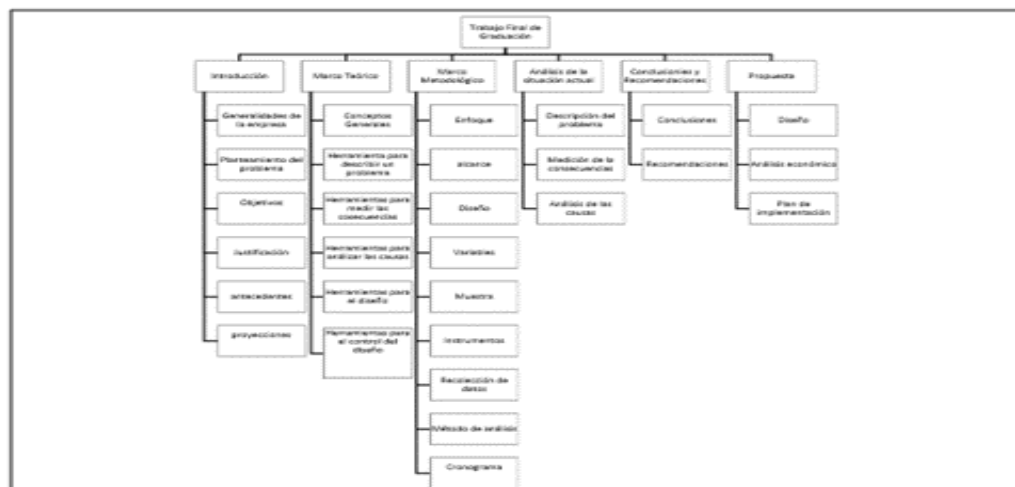 Trabajo Final de
Graduación
Introducción
Marco Teórico
Marco
Metodológico
Análisis de la
situación actual
Conclusiones y
Recomendaciones
Propuesta
Generalidades de
la empresa
Planteamiento del
problema
Objetivos
Justificación
antecedentes
proyecciones
Conceptos
Generales
Herramienta para
describir un
problema
Herramientas para
medir las
cosecuencias
Herramientas para
analizar las causas
Herramientas para
el diseño
Herramientas para
el control del
diseño
Enfoque
alcance
Diseño
Variables
Muestra
Instrumentos
Recolección de
datos
Método de análisis
Cronograma
Descripción del
problema
Medición de la
consecuencias
Análisis de las
causas
Conclusiones
Recomendaciones
Diseño
Análisis económico
Plan de
implementación